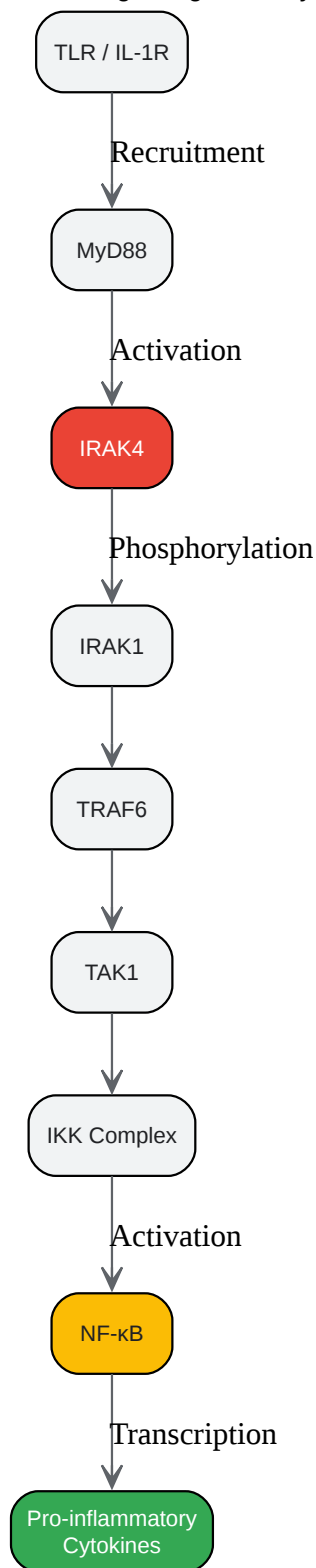 TLR / IL-1R
Recruitment
MyD88
Activation
IRAK4
Phosphorylation
IRAK1
TRAF6
TAK1
IKK Complex
Activation
NF-κB
Transcription
Pro-inflammatory
Cytokines